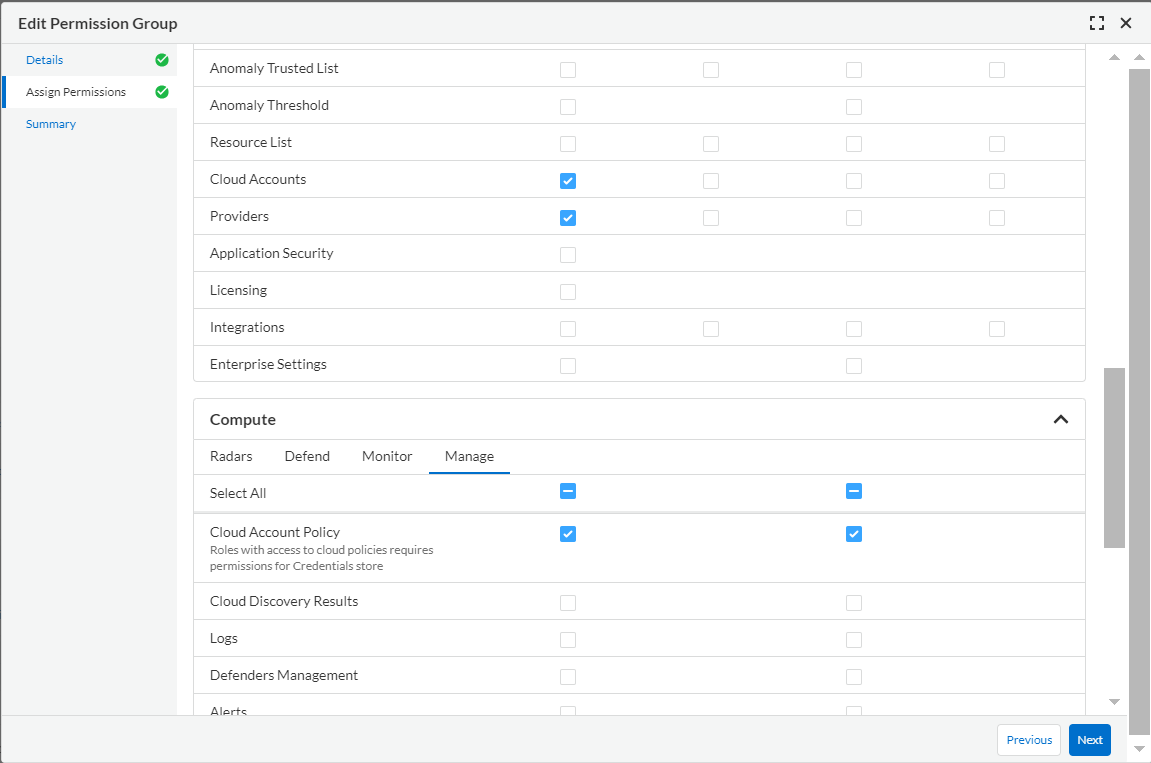 Edit Permission Group
Details
Assign Permissions
Summary
Anomaly Trusted List
Anomaly Threshold
Resource List
Cloud Accounts
Providers
Application Security
Licensing
Integrations
Enterprise Settings
Compute
Radars Defend Monitor Manage
Select All
Cloud Account Policy
Roles with access to cloud policies requires
permissions for Credentials store
Cloud Discovery Results
Logs
Defenders Management
Alerts
Previous Next